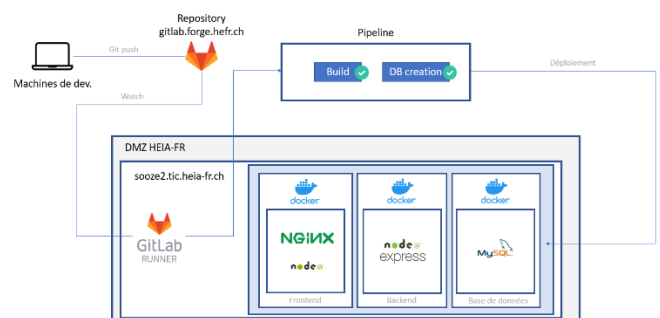 Repository
gitlab.forge.hefr.ch
Pipeline
Git push
Build
DB creation
Déploiement
Machines de dev.
Watch
DMZ HEIA-FR
sooze2.tic.heia-fr.ch
docker
docker
docker
NGINX
node
node
express
MySQL
GitLab
RUNNER
Frontend
Backend
Base de données